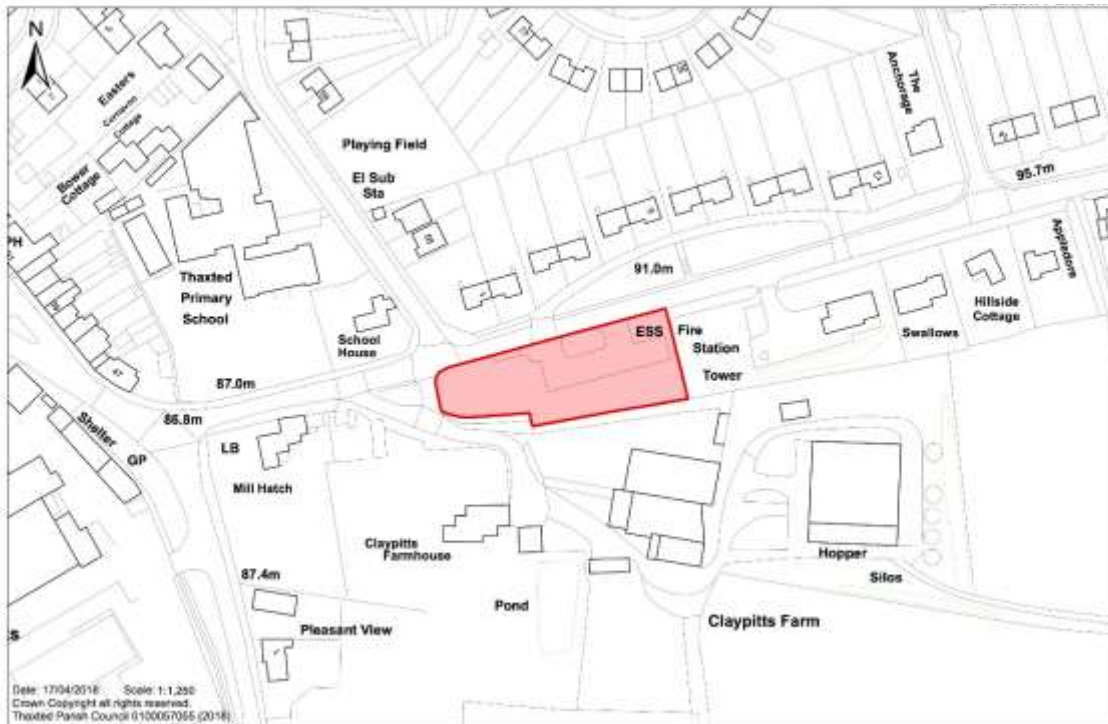 N
Easters
Cottage
Bower
Cottage
PH
Thaxted
Primary
School
Playing Field
El Sub
Sta
School
House
The
Anchorage
95.7m
91.0m
Appledore
Hillside
Cottage
Swallows
ESS
Fire
Station
Tower
87.0m
86.8m
47
Shelter
GP
LB
Mill Hatch
Claypitts
Farmhouse
Hopper
Silos
87.4m
Pond
Pleasant View
Claypitts Farm
Date: 17/04/2018 Scale: 1:1,250
Crown Copyright all rights reserved.
Thaxted Parish Council 0100057055 (2018)